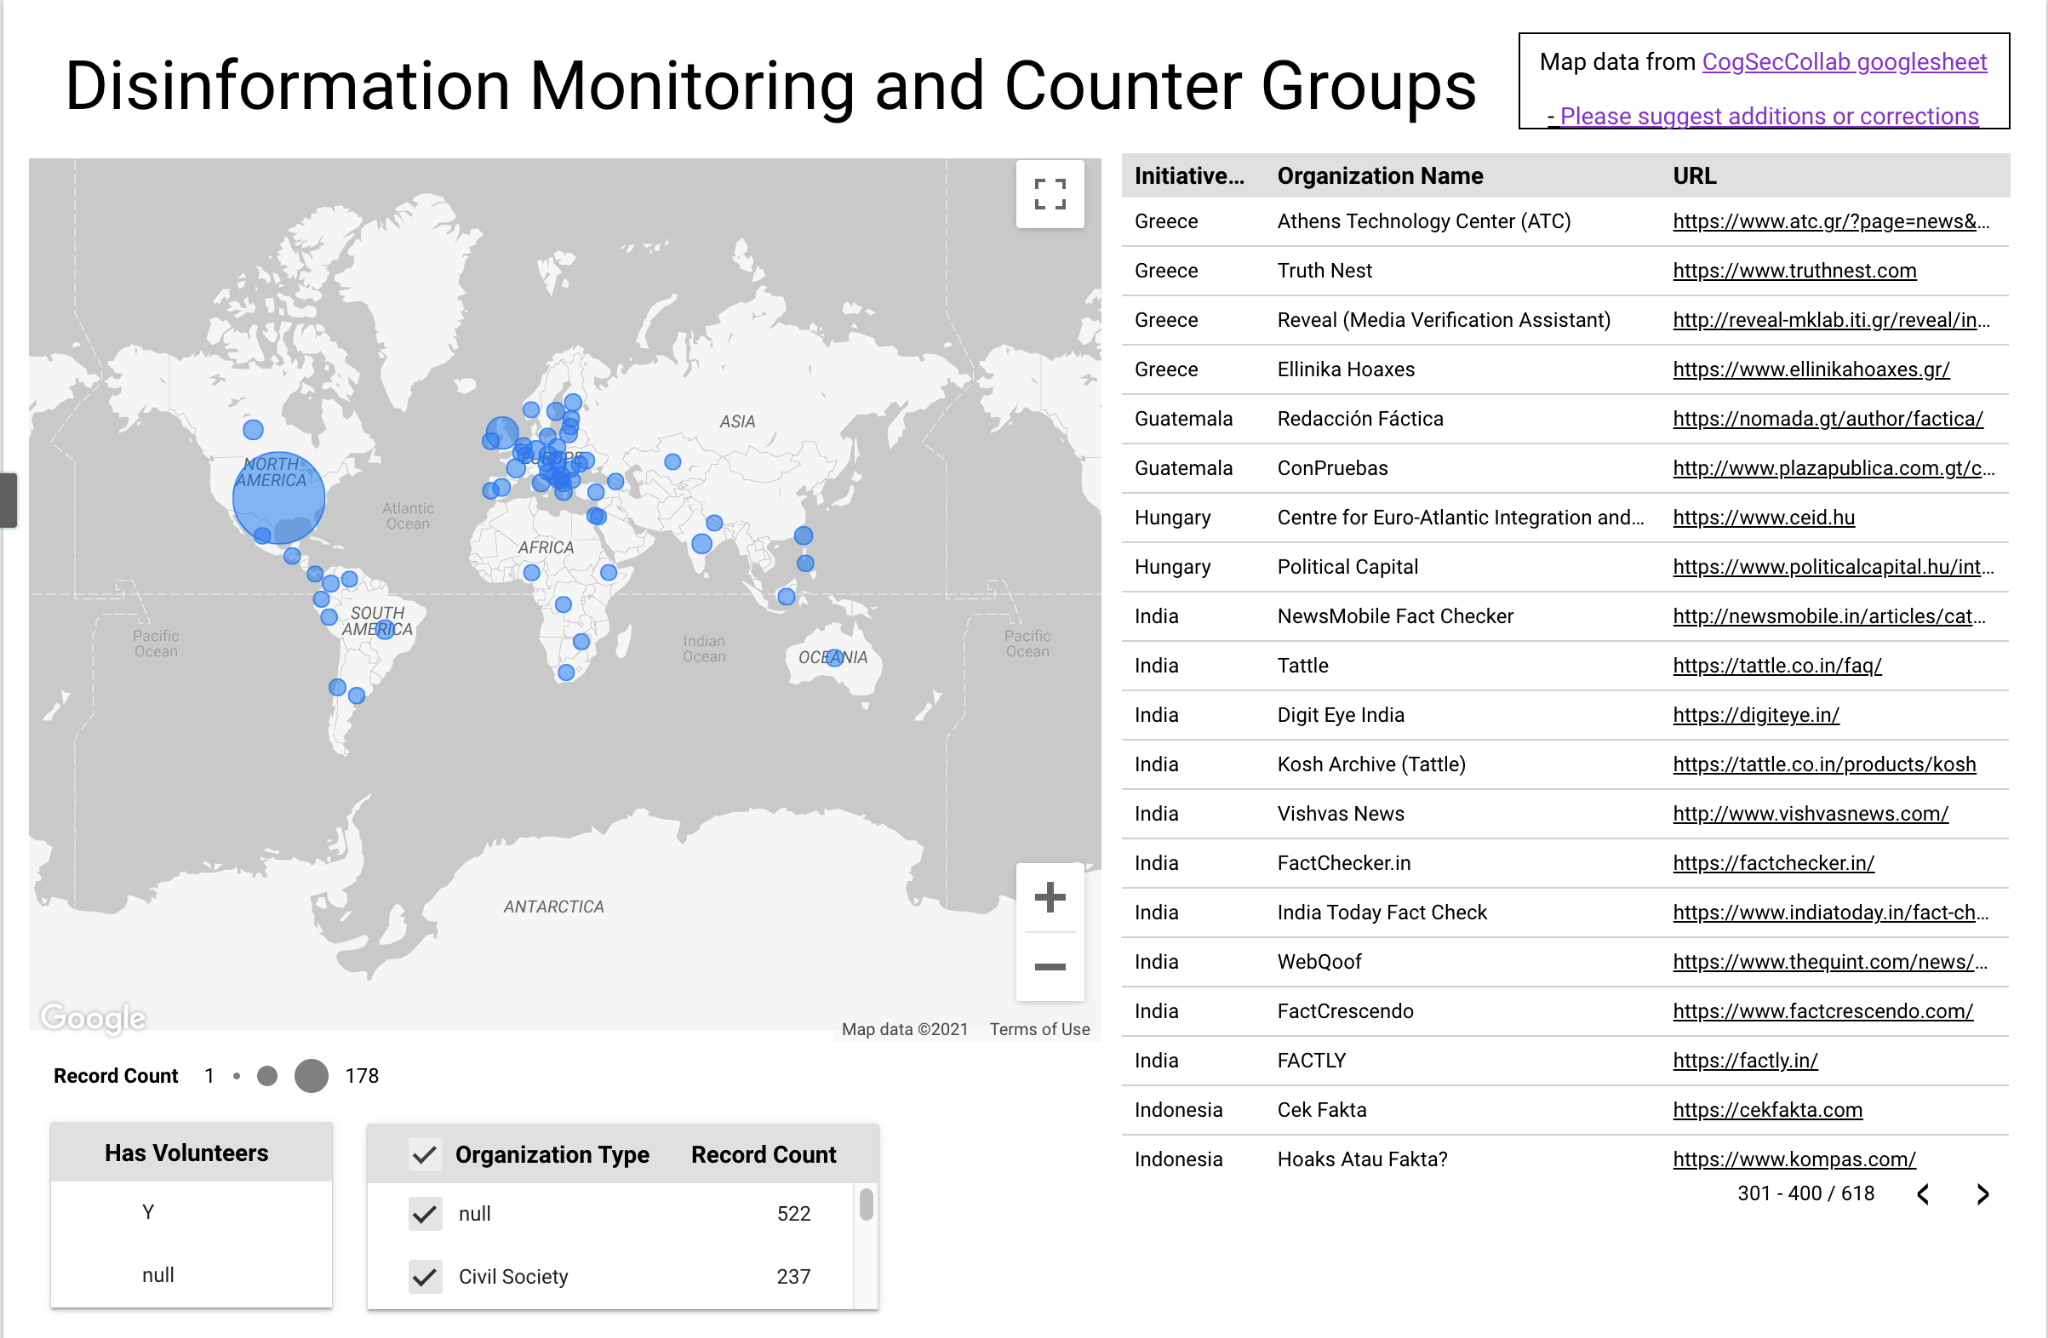 Disinformation Monitoring and Counter Groups
Map data from CogSecCollab googlesheet
- Please suggest additions or corrections
NORTH
AMERICA
Atlantic
Ocean
EUROPE
ASIA
AFRICA
SOUTH
AMERICA
Pacific
Ocean
Indian
Ocean
OCEANIA
Pacific
Ocean
ANTARCTICA
Google
Map data ©2021 Terms of Use
Record Count 1 178
Has Volunteers
Y
null
Organization Type Record Count
null 522
Civil Society 237
Initiative... Organization Name URL
Greece Athens Technology Center (ATC) https://www.atc.gr/?page=news&...
Greece Truth Nest https://www.truthnest.com
Greece Reveal (Media Verification Assistant) http://reveal-mklab.iti.gr/reveal/in...
Greece Ellinika Hoaxes https://www.ellinikahoaxes.gr/
Guatemala Redacción Fáctica https://nomada.gt/author/factica/
Guatemala ConPruebas http://www.plazapublica.com.gt/c...
Hungary Centre for Euro-Atlantic Integration and... https://www.ceid.hu
Hungary Political Capital https://www.politicalcapital.hu/int...
India NewsMobile Fact Checker http://newsmobile.in/articles/cat...
India Tattle https://tattle.co.in/faq/
India Digit Eye India https://digiteye.in/
India Kosh Archive (Tattle) https://tattle.co.in/products/kosh
India Vishvas News http://www.vishvasnews.com/
India FactChecker.in https://factchecker.in/
India India Today Fact Check https://www.indiatoday.in/fact-ch...
India WebQoof https://www.thequint.com/news/...
India FactCrescendo https://www.factcrescendo.com/
India FACTLY https://factly.in/
Indonesia Cek Fakta https://cekfakta.com
Indonesia Hoaks Atau Fakta? https://www.kompas.com/
301 - 400 / 618